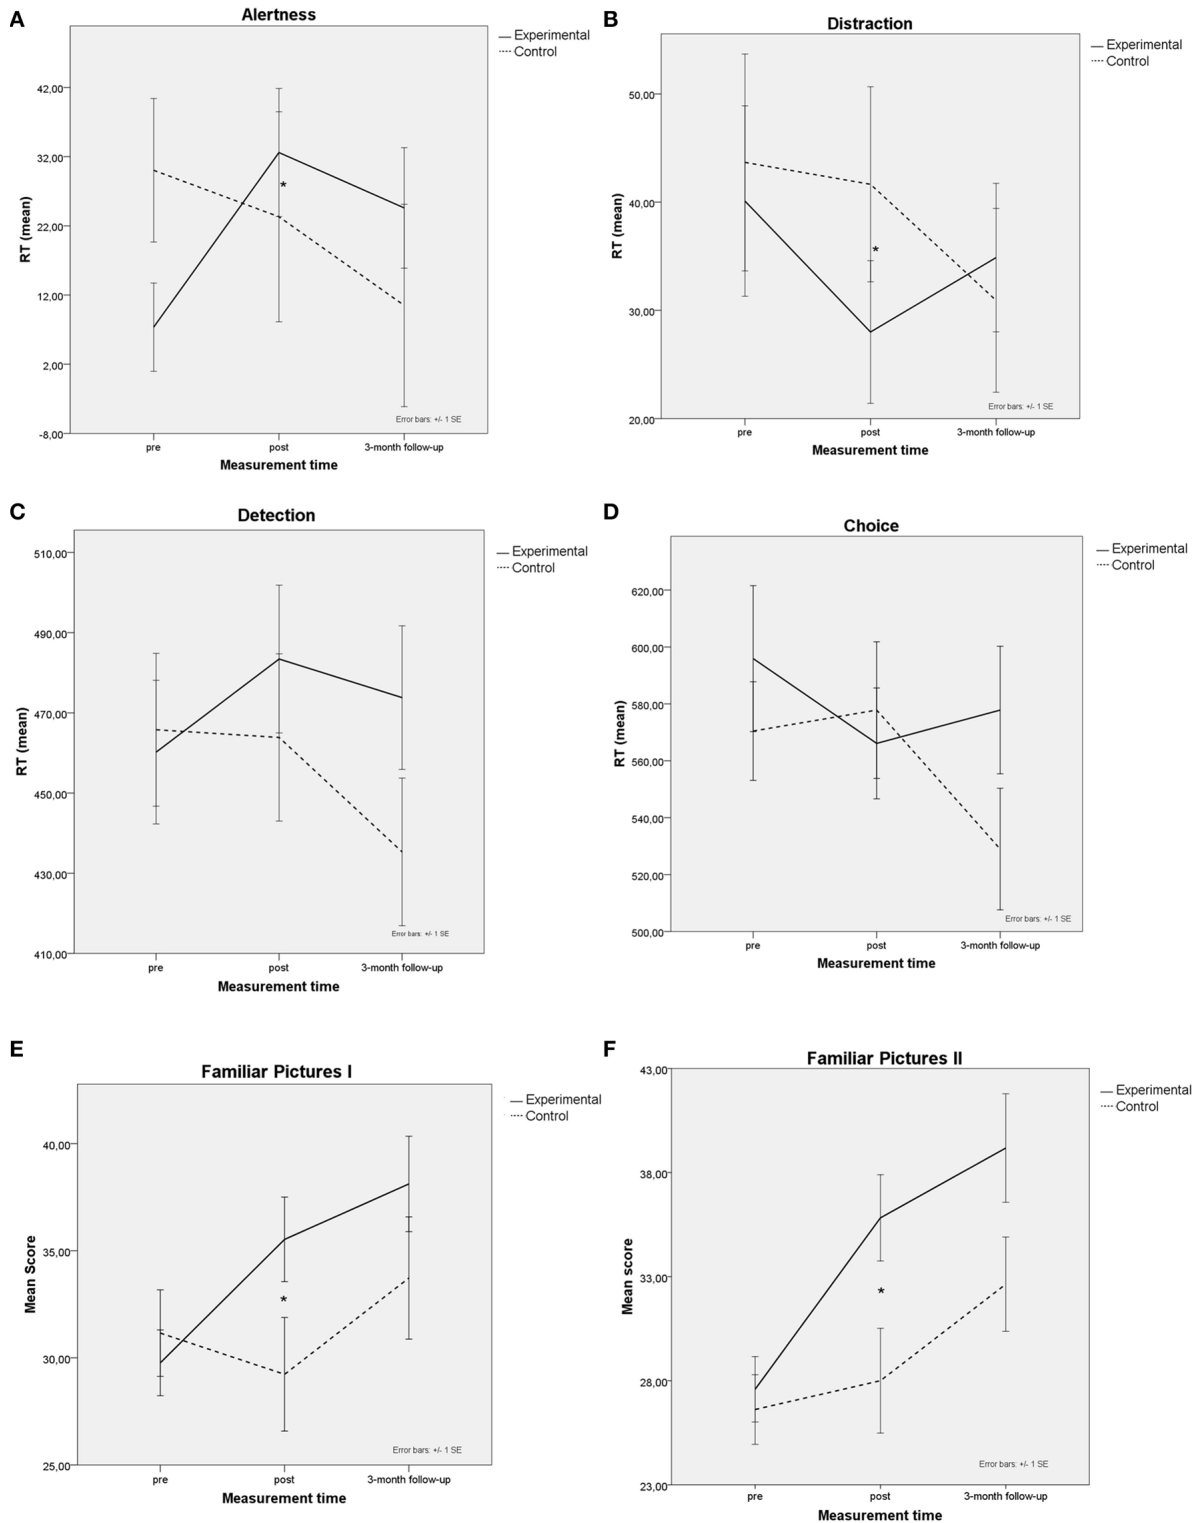 A
Alertness
Experimental
Control
42,00
32,00
22,00
12,00
2,00
-8,00
RT (mean)
*
Error bars: +/- 1 SE
pre
post
3-month follow-up
Measurement time
B
Distraction
Experimental
Control
50,00
40,00
30,00
20,00
RT (mean)
*
Error bars: +/- 1 SE
pre
post
3-month follow-up
Measurement time
C
Detection
Experimental
Control
510,00
490,00
470,00
450,00
430,00
410,00
RT (mean)
Error bars: +/- 1 SE
pre
post
3-month follow-up
Measurement time
D
Choice
Experimental
Control
620,00
600,00
580,00
560,00
540,00
520,00
500,00
RT (mean)
Error bars: +/- 1 SE
pre
post
3-month follow-up
Measurement time
E
Familiar Pictures I
Experimental
Control
40,00
35,00
30,00
25,00
Mean Score
*
Error bars: +/- 1 SE
pre
post
3-month follow-up
Measurement time
F
Familiar Pictures II
Experimental
Control
43,00
38,00
33,00
28,00
23,00
Mean score
*
Error bars: +/- 1 SE
pre
post
3-month follow-up
Measurement time